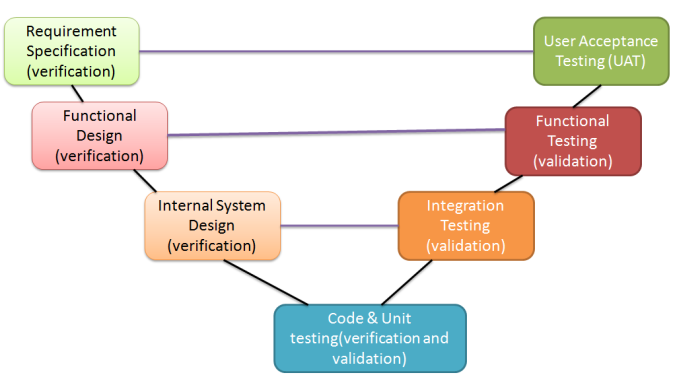 Requirement
Specification
(verification)
User Acceptance
Testing (UAT)
Functional
Design
(verification)
Functional
Testing
(validation)
Internal System
Design
(verification)
Integration
Testing
(validation)
Code & Unit
testing(verification and
validation)